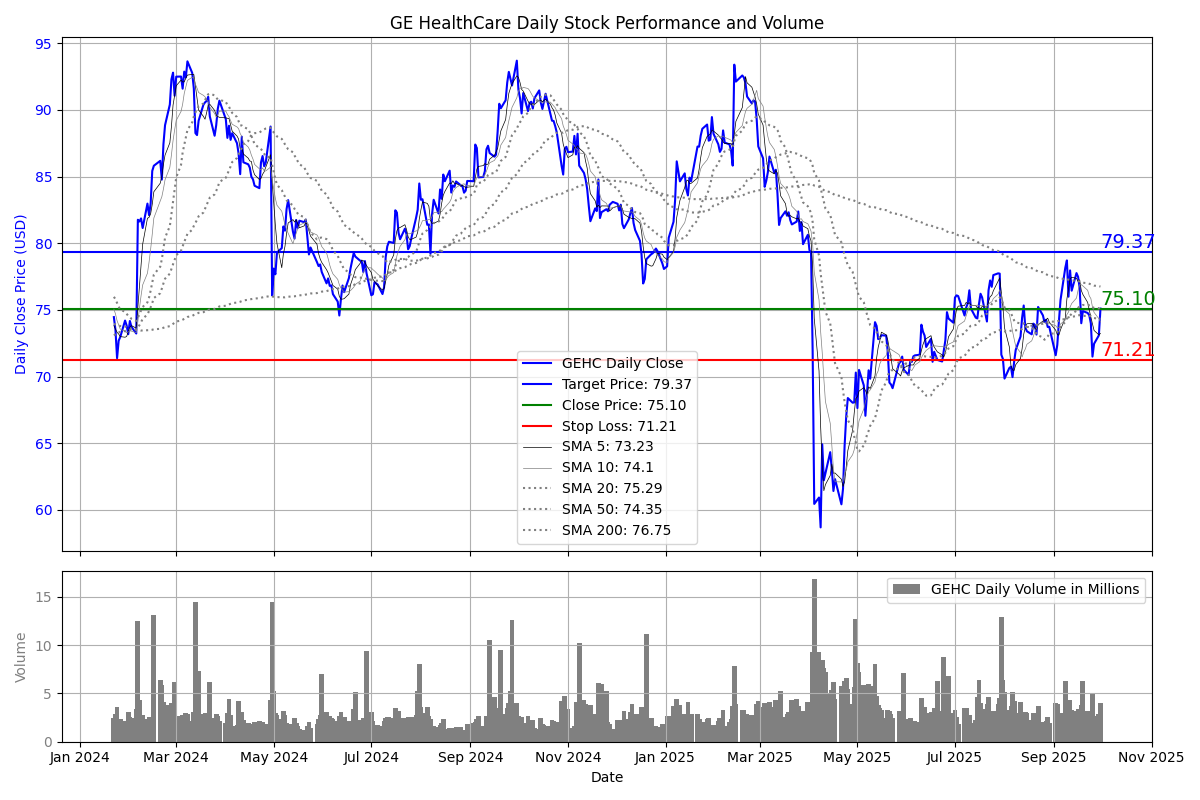 GE HealthCare Daily Stock Performance and Volume
Daily Close Price (USD)
95
90
85
80
75
70
65
60
79.37
75.10
71.21
GEHC Daily Close
Target Price: 79.37
Close Price: 75.10
Stop Loss: 71.21
SMA 5: 73.23
SMA 10: 74.1
SMA 20: 75.29
SMA 50: 74.35
SMA 200: 76.75
Volume
15
10
5
0
GEHC Daily Volume in Millions
Jan 2024 Mar 2024 May 2024 Jul 2024 Sep 2024 Nov 2024 Jan 2025 Mar 2025 May 2025 Jul 2025 Sep 2025 Nov 2025
Date